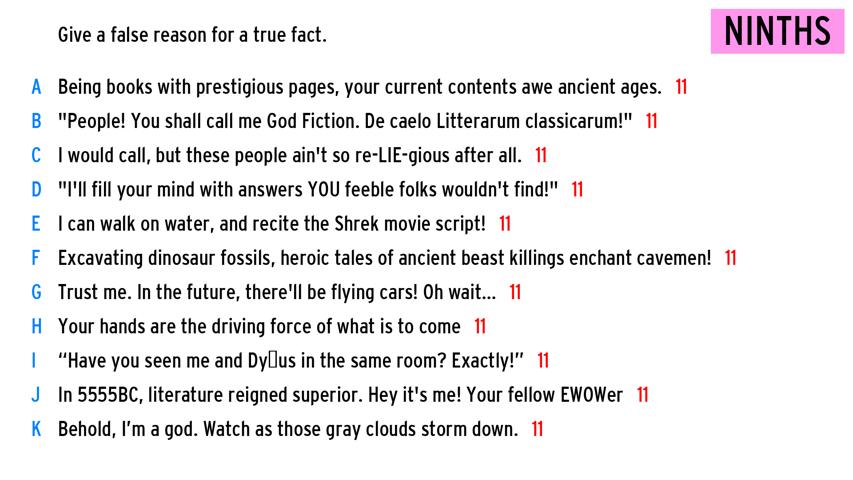 Give a false reason for a true fact.
NINTHS
A Being books with prestigious pages, your current contents awe ancient ages. 11
B "People! You shall call me God Fiction. De caelo Litterarum classicarum!" 11
C I would call, but these people ain't so re-LIE-gious after all. 11
D "I'll fill your mind with answers YOU feeble folks wouldn't find!" 11
E I can walk on water, and recite the Shrek movie script! 11
F Excavating dinosaur fossils, heroic tales of ancient beast killings enchant cavemen! 11
G Trust me. In the future, there'll be flying cars! Oh wait... 11
H Your hands are the driving force of what is to come 11
I “Have you seen me and Dy▯us in the same room? Exactly!” 11
J In 5555BC, literature reigned superior. Hey it's me! Your fellow EWOWer 11
K Behold, I’m a god. Watch as those gray clouds storm down. 11